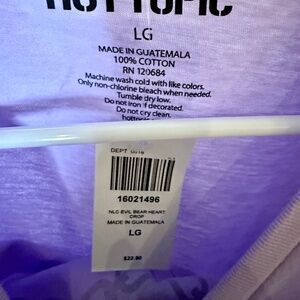 HOT TOPIC
LG
MADE IN GUATEMALA
100% COTTON
RN 120684
Machine wash cold with like colors.
Only non-chlorine bleach when needed.
Tumble dry low.
Do not iron if decorated.
Do not dry clean.
DEPT
16021496
NLC EVIL BEAR HEART
CROP
MADE IN GUATEMALA
LG
$22.90